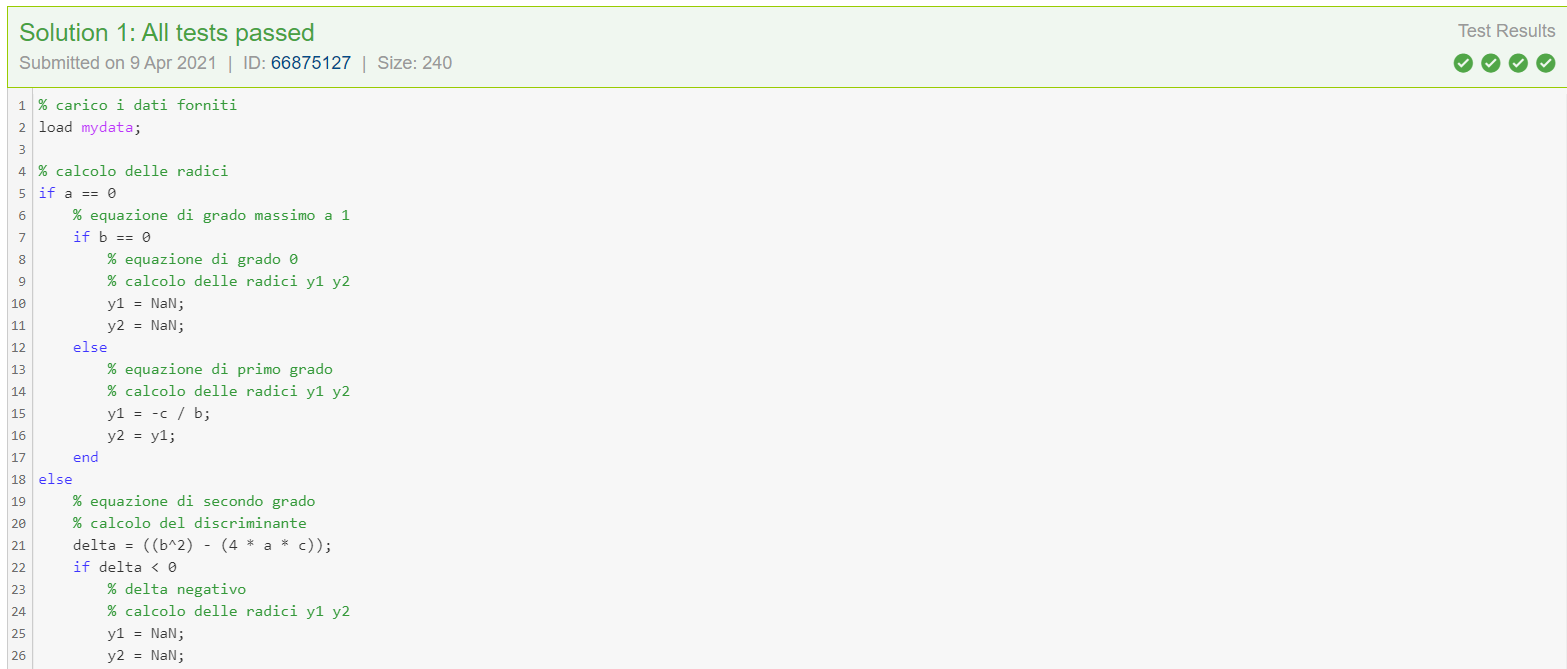 Solution 1: All tests passed
Test Results
Submitted on 9 Apr 2021 | ID: 66875127 | Size: 240
1 % carico i dati forniti
2 load mydata;
3
4 % calcolo delle radici
5 if a == 0
6     % equazione di grado massimo a 1
7     if b == 0
8         % equazione di grado 0
9         % calcolo delle radici y1 y2
10         y1 = NaN;
11         y2 = NaN;
12     else
13         % equazione di primo grado
14         % calcolo delle radici y1 y2
15         y1 = -c / b;
16         y2 = y1;
17     end
18 else
19     % equazione di secondo grado
20     % calcolo del discriminante
21     delta = ((b^2) - (4 * a * c));
22     if delta < 0
23         % delta negativo
24         % calcolo delle radici y1 y2
25         y1 = NaN;
26         y2 = NaN;